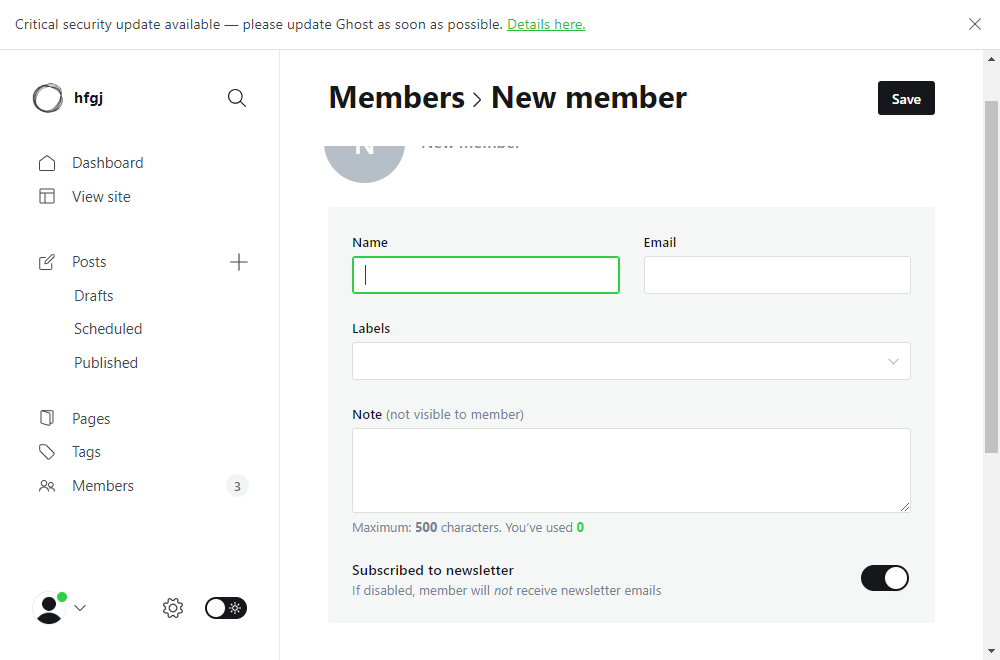 Critical security update available — please update Ghost as soon as possible. Details here.
hfgj
Members > New member
Save
N
New member
Dashboard
View site
Posts
Drafts
Scheduled
Published
Pages
Tags
Members
3
Name
Email
Labels
Note (not visible to member)
Maximum: 500 characters. You've used 0
Subscribed to newsletter
If disabled, member will not receive newsletter emails